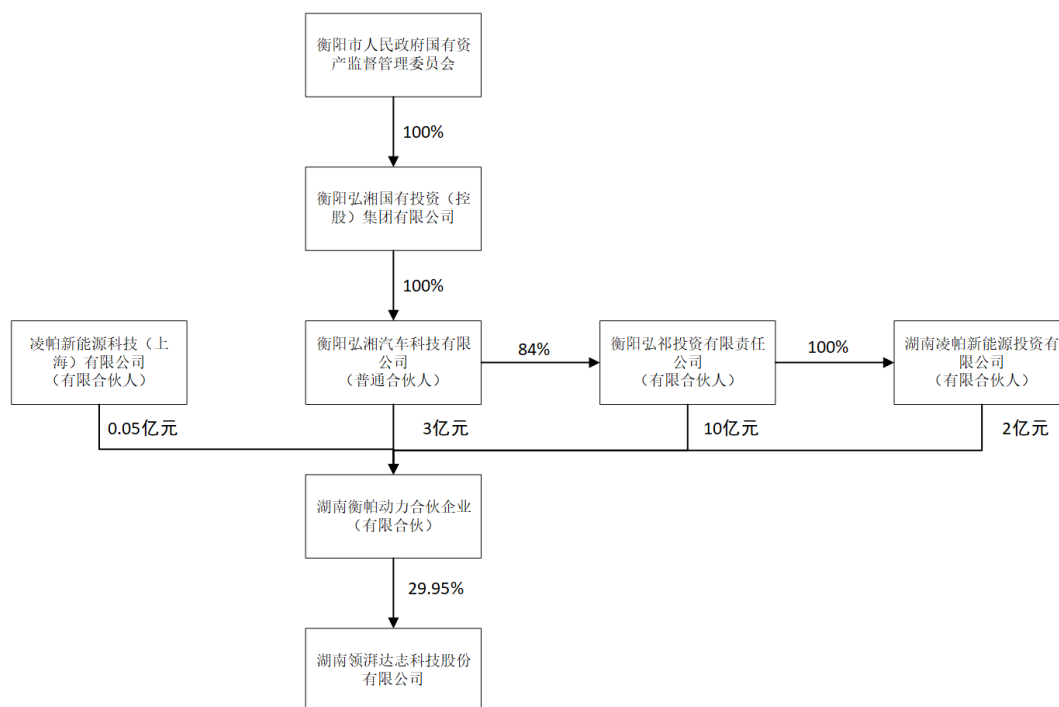 衡阳市人民政府国有资
产监督管理委员会
100%
衡阳弘湘国有投资（控
股）集团有限公司
100%
凌帕新能源科技（上
海）有限公司
（有限合伙人）
衡阳弘湘汽车科技有限
公司
（普通合伙人）
84%
衡阳弘祁投资有限责任
公司
（有限合伙人）
100%
湖南凌帕新能源投资有
限公司
（有限合伙人）
0.05亿元
3亿元
10亿元
2亿元
湖南衡帕动力合伙企业
（有限合伙）
29.95%
湖南领湃达志科技股份
有限公司